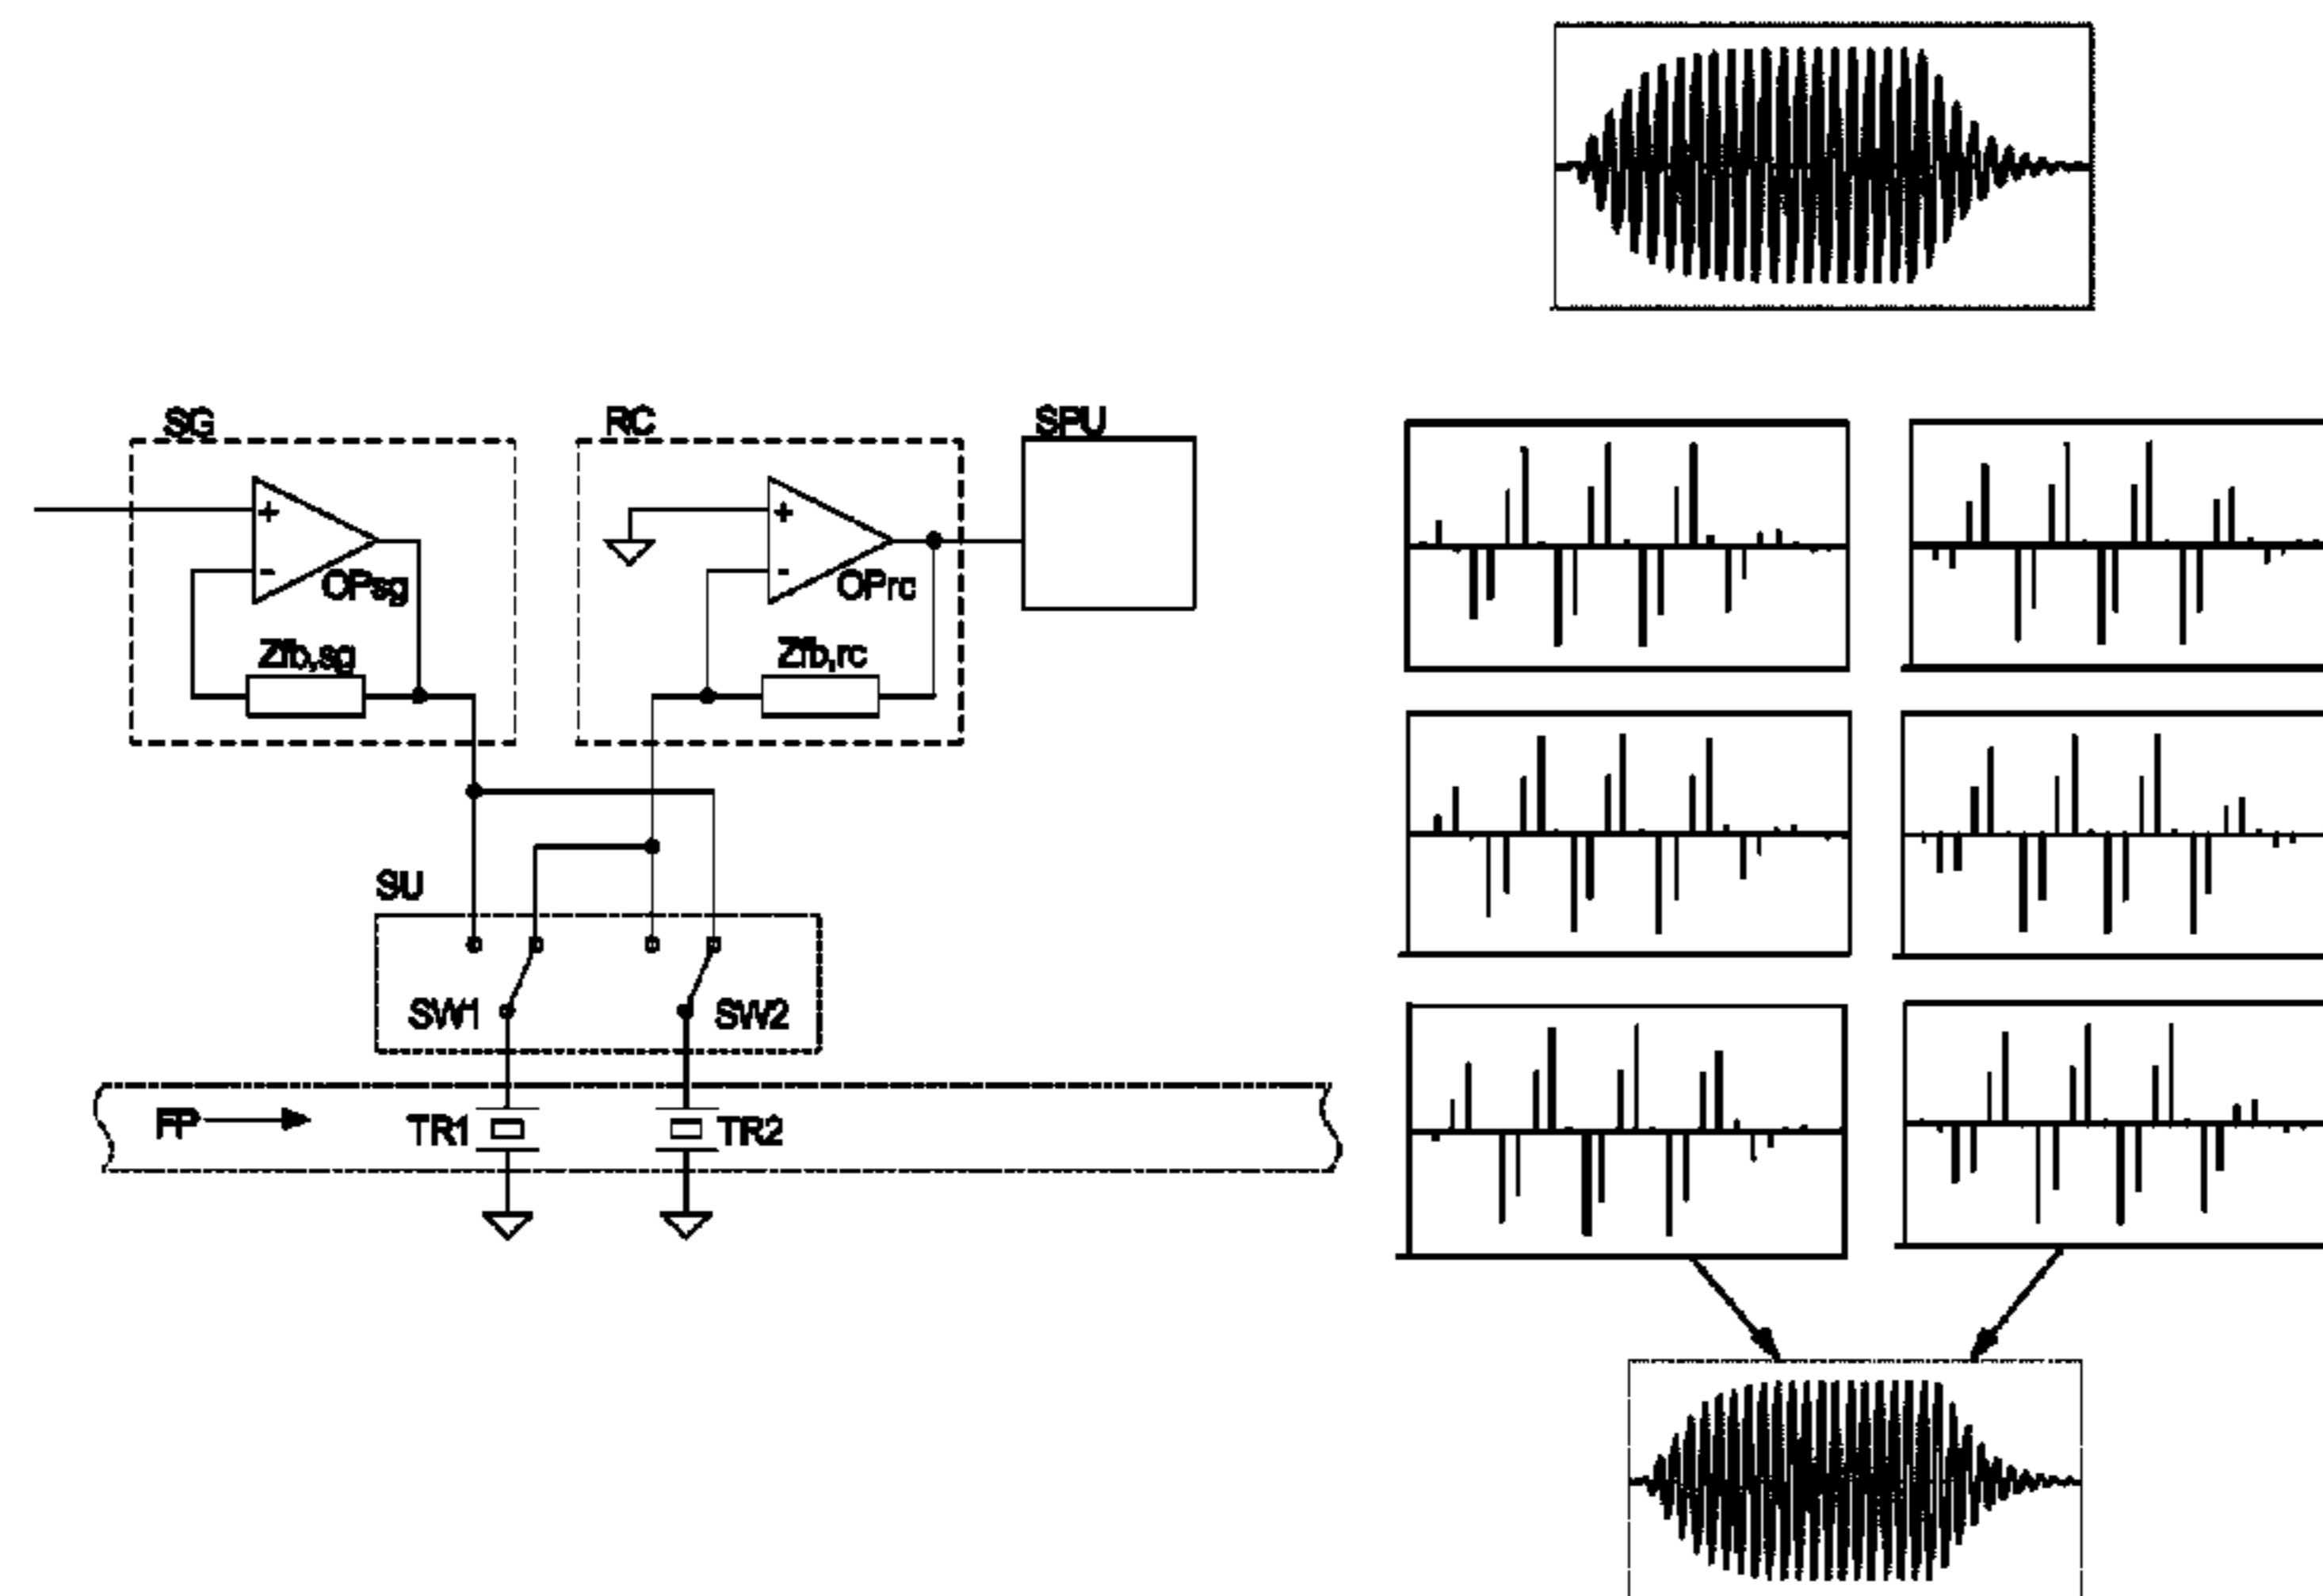 SG
RC
SPU
+
+
-
-
OPsg
OPrc
Zfb,sg
Zfb,rc
SU
SW1
SW2
FP
TR1
TR2